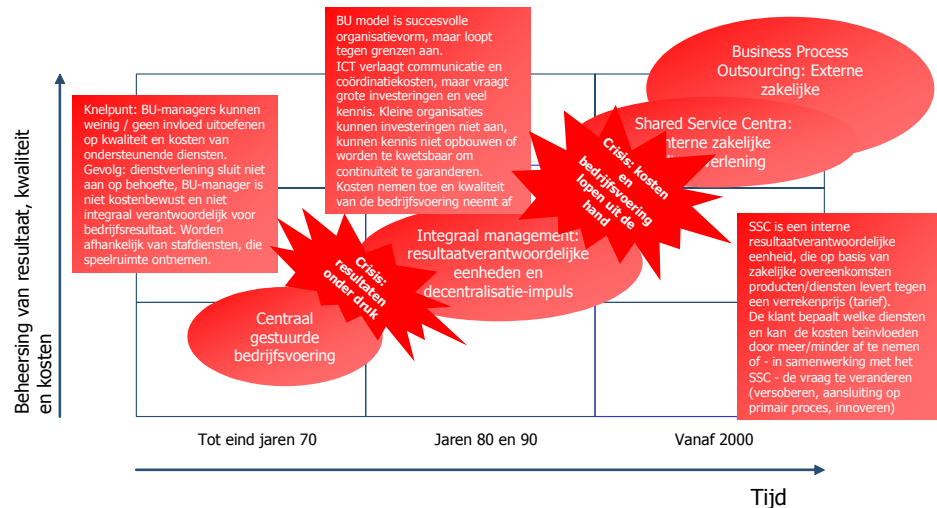 BU model is succesvolle
organisatievorm, maar loopt
tegen grenzen aan.
ICT verlaagt communicatie en
coördinatiekosten, maar vraagt
grote investeringen en veel
kennis. Kleine organisaties
kunnen investeringen niet aan,
kunnen kennis niet opbouwen of
worden te kwetsbaar om
continuïteit te garanderen.
Kosten nemen toe en kwaliteit
van de bedrijfsvoering neemt af
Business Process
Outsourcing: Externe
zakelijke
Knelpunt: BU-managers kunnen
weinig / geen invloed uitoefenen
op kwaliteit en kosten van
ondersteunende diensten.
Gevolg: dienstverlening sluit niet
aan op behoefte, BU-manager is
niet kostenbewust en niet
integraal verantwoordelijk voor
bedrijfsresultaat. Worden
afhankelijk van stafdiensten, die
speelruimte ontnemen.
Shared Service Centra:
interne zakelijke
verlening
Crisis: kosten
en
bedrijfsvoering
lopen uit de
hand
Integraal management:
resultaatverantwoordelijke
eenheden en
decentralisatie-impuls
Crisis:
resultaten
onder druk
Centraal
gestuurde
bedrijfsvoering
SSC is een interne
resultaatverantwoordelijke
eenheid, die op basis van
zakelijke overeenkomsten
producten/diensten levert tegen
een verrekenprijs (tarief).
De klant bepaalt welke diensten
en kan de kosten beïnvloeden
door meer/minder af te nemen
of - in samenwerking met het
SSC - de vraag te veranderen
(versoberen, aansluiting op
primair proces, innoveren)
Beheersing van resultaat, kwaliteit
en kosten
Tot eind jaren 70
Jaren 80 en 90
Vanaf 2000
Tijd